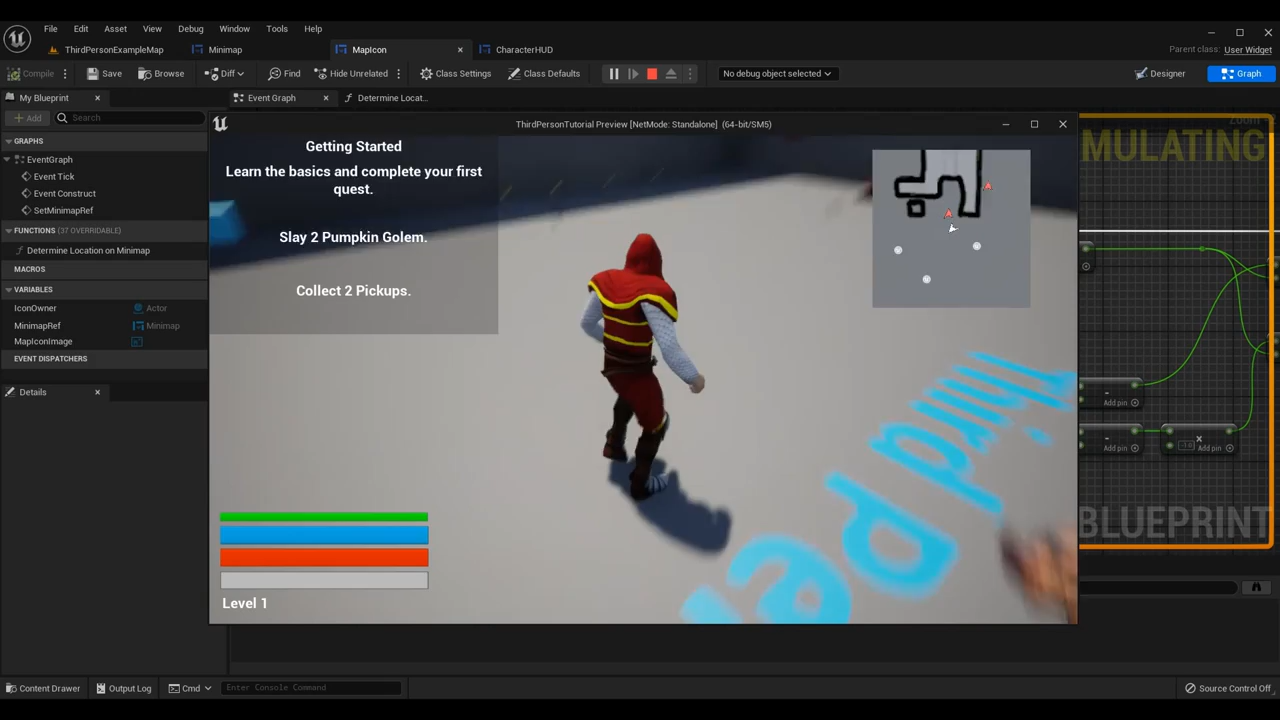 File Edit Asset View Window Debug Tools Help
ThirdPersonExampleMap Minimap MapIcon CharacterHUD
Parent class: User Widget
Compile Save Browse Diff Find Hide Unrelated Class Settings Class Defaults No debug object selected Designer Graph
My Blueprint Event Graph Determine Locat...
Add Search
GRAPHS
EventGraph
Event Tick
Event Construct
SetMinimapRef
FUNCTIONS (37 OVERRIDABLE)
Determine Location on Minimap
MACROS
VARIABLES
IconOwner Actor
MinimapRef Minimap
MapIconImage
EVENT DISPATCHERS
Details
ThirdPersonTutorial Preview [NetMode: Standalone] (64-bit/SM5)
Getting Started
Learn the basics and complete your first
quest.
Slay 2 Pumpkin Golem.
Collect 2 Pickups.
Level 1
Third
Pe
MULATING
- Add pin
- Add pin
x Add pin
BLUEPRINT
Content Drawer Output Log Cmd Enter Console Command Source Control Off